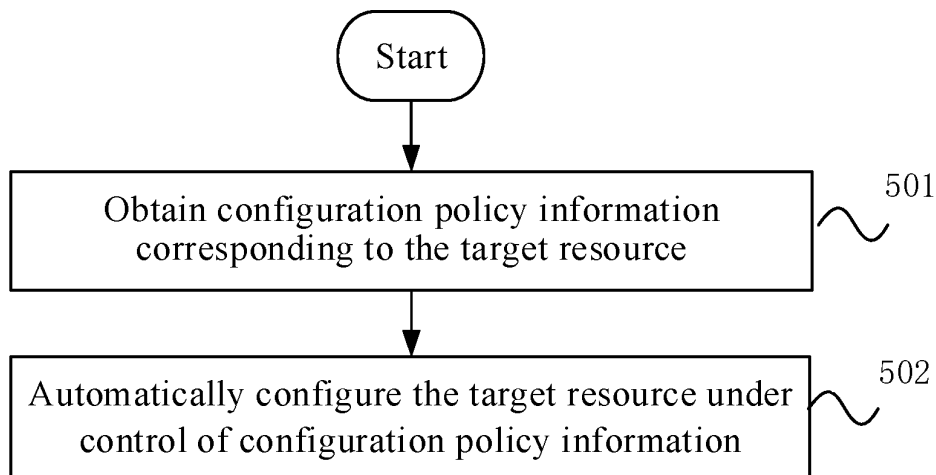 Start
Obtain configuration policy information
corresponding to the target resource
501
Automatically configure the target resource under
control of configuration policy information
502